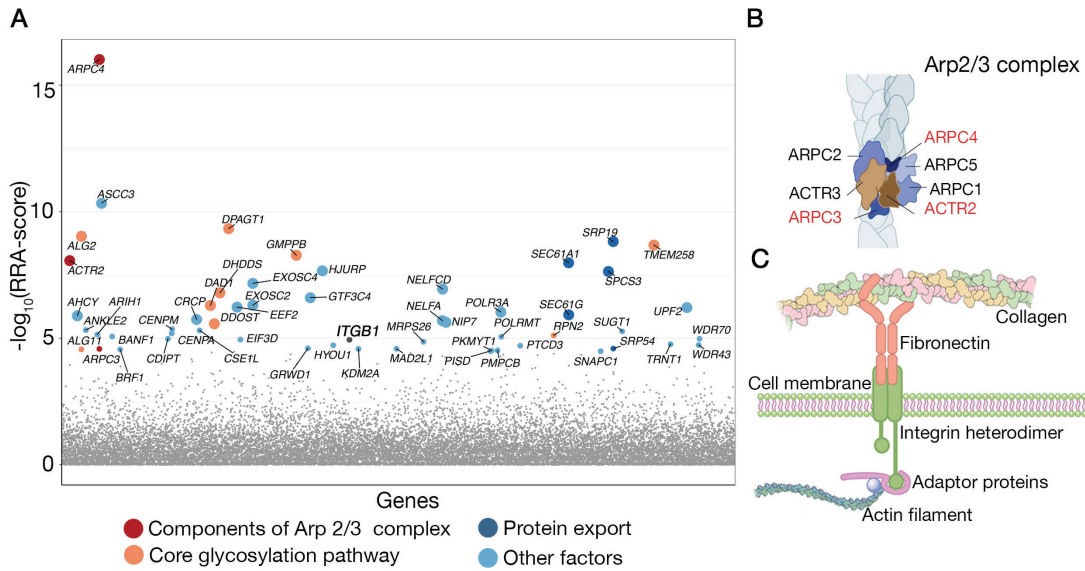 A
-log10(RRA-score)
15
10
5
0
ARPC4
ASCC3
ALG2
ACTR2
DPAGT1
GMPPB
SRP19
TMEM258
SEC61A1
SPCS3
DHDDS
EXOSC4
HJURP
DAD1
GTF3C4
NELFCD
AHCY
ARIH1
CRCP
EXOSC2
EEF2
POLR3A
SEC61G
UPF2
ANKLE2
CENPM
DDOST
ITGB1
NELFA
NIP7
POLRMT
RPN2
SUGT1
MRPS26
WDR70
ALG11
BANF1
CENPA
EIF3D
PKMYT1
PTCD3
SRP54
ARPC3
CDIPT
CSE1L
HYOU1
MAD2L1
PISD
PMPCB
SNAPC1
TRNT1
WDR43
BRF1
GRWD1
KDM2A
Genes
Components of Arp 2/3 complex
Core glycosylation pathway
Protein export
Other factors
B
Arp2/3 complex
ARPC2
ARPC4
ARPC5
ACTR3
ARPC1
ARPC3
ACTR2
C
Collagen
Fibronectin
Cell membrane
Integrin heterodimer
Adaptor proteins
Actin filament